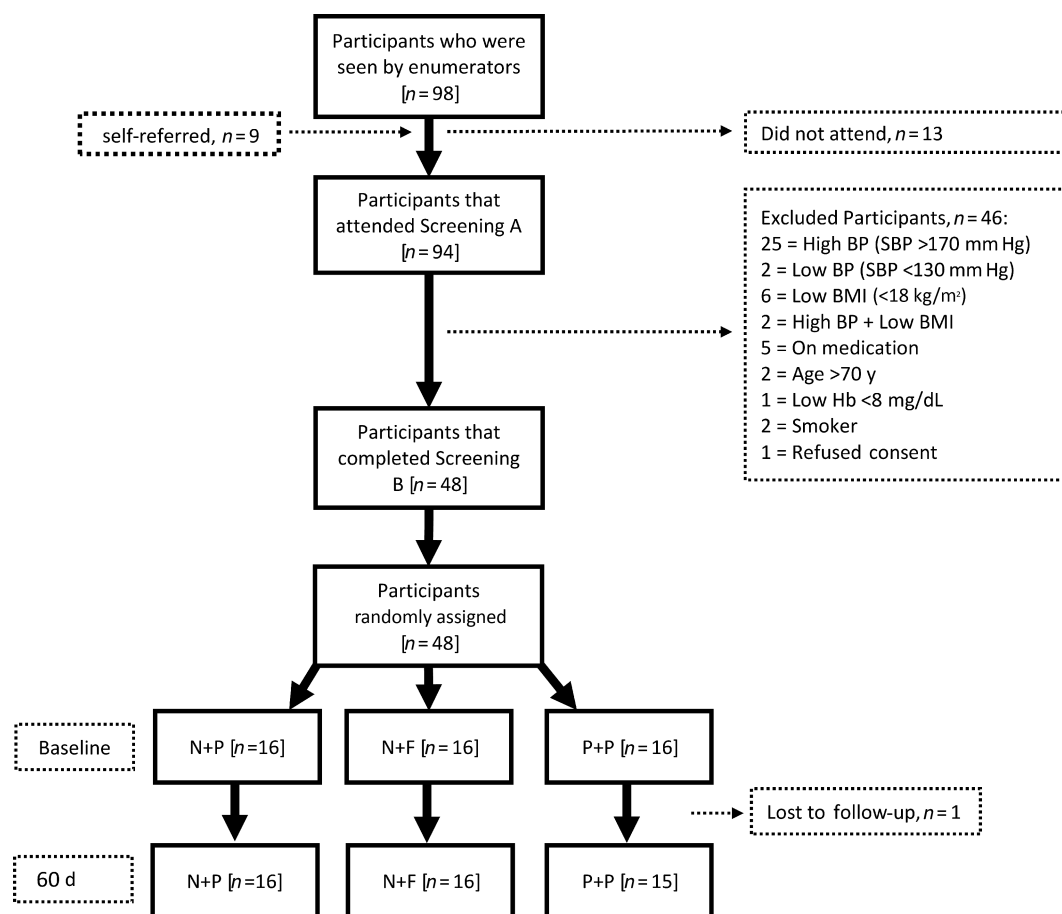 Participants who were
seen by enumerators
[n = 98]
self-referred, n = 9
Did not attend, n = 13
Participants that
attended Screening A
[n = 94]
Excluded Participants, n = 46:
25 = High BP (SBP >170 mm Hg)
2 = Low BP (SBP <130 mm Hg)
6 = Low BMI (<18 kg/m²)
2 = High BP + Low BMI
5 = On medication
2 = Age >70 y
1 = Low Hb <8 mg/dL
2 = Smoker
1 = Refused consent
Participants that
completed Screening
B [n = 48]
Participants
randomly assigned
[n = 48]
Baseline
N+P [n=16]
N+F [n = 16]
P+P [n = 16]
Lost to follow-up, n = 1
60 d
N+P [n=16]
N+F [n = 16]
P+P [n = 15]